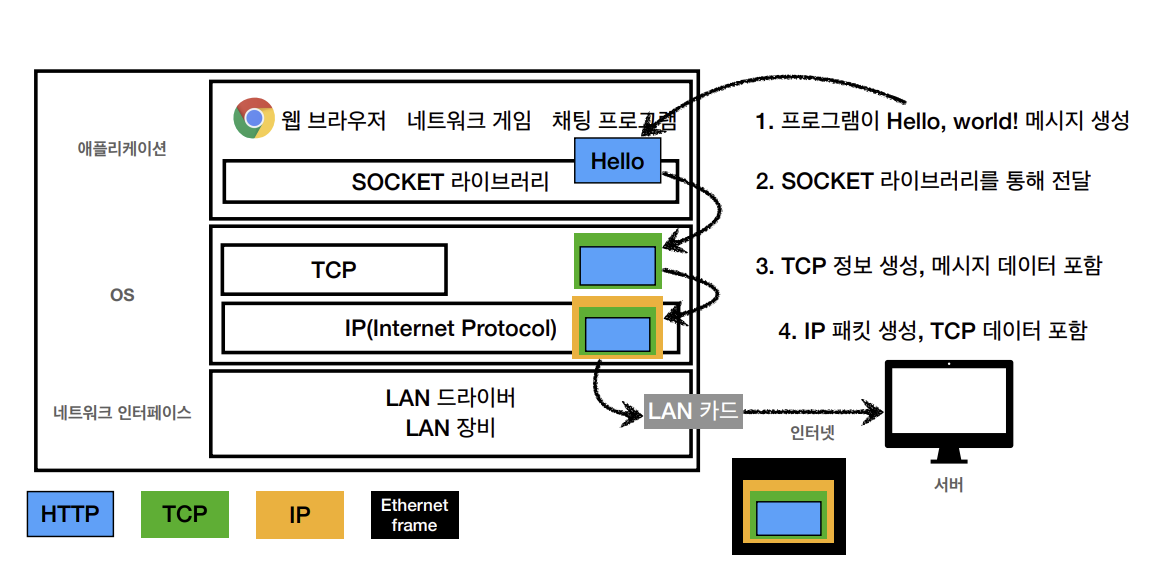 애플리케이션
웹 브라우저 네트워크 게임 채팅 프로그램
Hello
SOCKET 라이브러리
OS
TCP
IP(Internet Protocol)
네트워크 인터페이스
LAN 드라이버
LAN 장비
LAN 카드
인터넷
서버
1. 프로그램이 Hello, world! 메시지 생성
2. SOCKET 라이브러리를 통해 전달
3. TCP 정보 생성, 메시지 데이터 포함
4. IP 패킷 생성, TCP 데이터 포함
HTTP
TCP
IP
Ethernet
frame